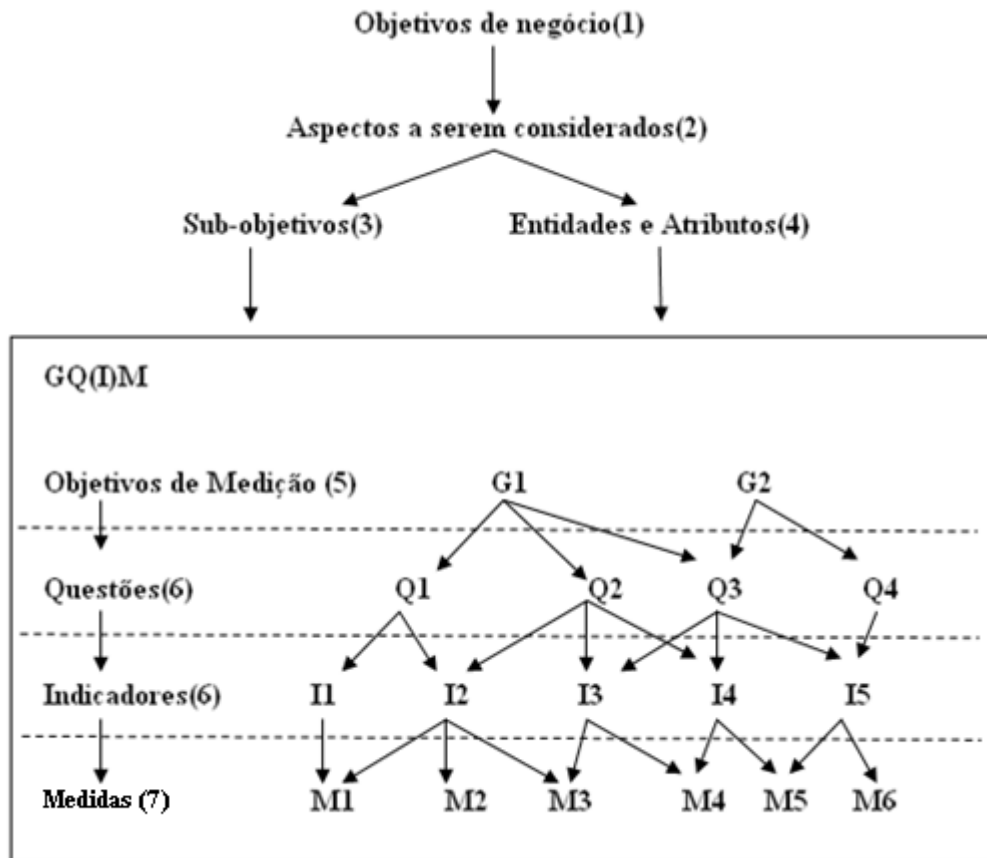 Objetivos de negócio(1)
Aspectos a serem considerados(2)
Sub-objetivos(3) Entidades e Atributos(4)
GQ(I)M
Objetivos de Medição (5) G1 G2
Questões(6) Q1 Q2 Q3 Q4
Indicadores(6) I1 I2 I3 I4 I5
Medidas (7) M1 M2 M3 M4 M5 M6